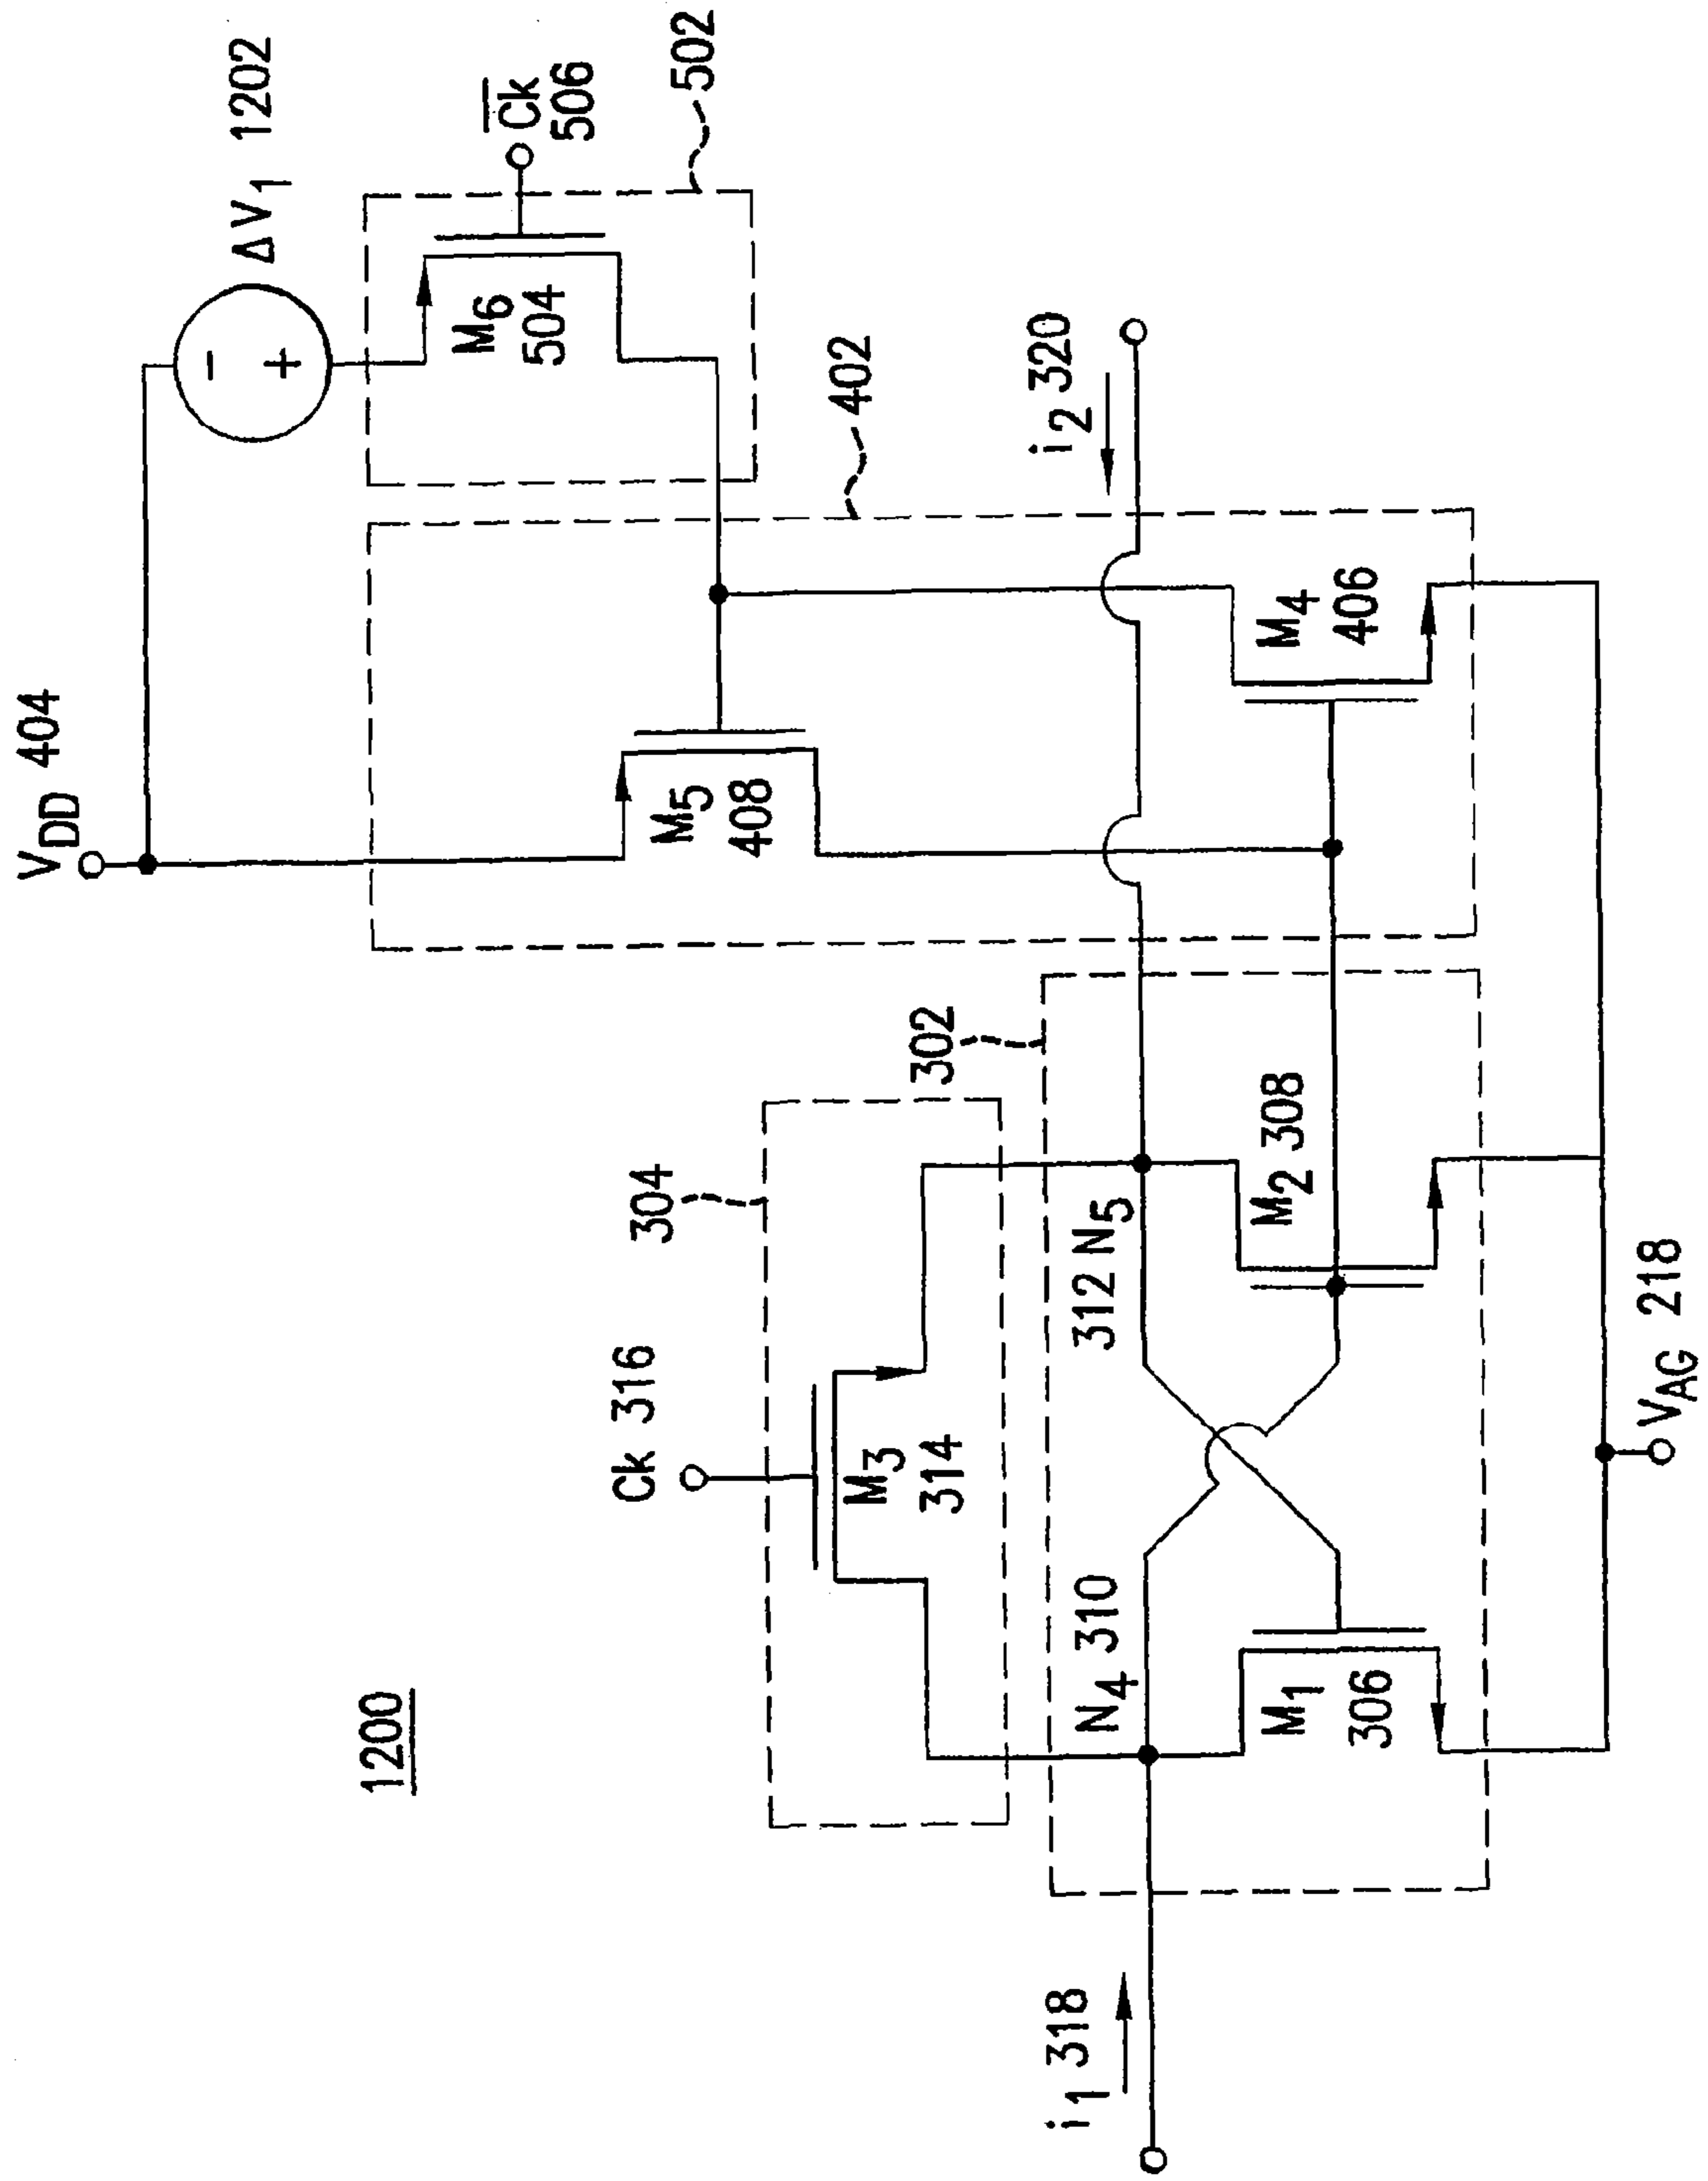 1200
V_DD 404
ΔV_1 1202
C̅k̅
506
M_6
504
502
M_5
408
402
Ck 316
304
M_3
314
302
i_1 318
i_2 320
N_4 310
312 N_5
M_1
306
M_2 308
M_4
406
V_AG 218
- +